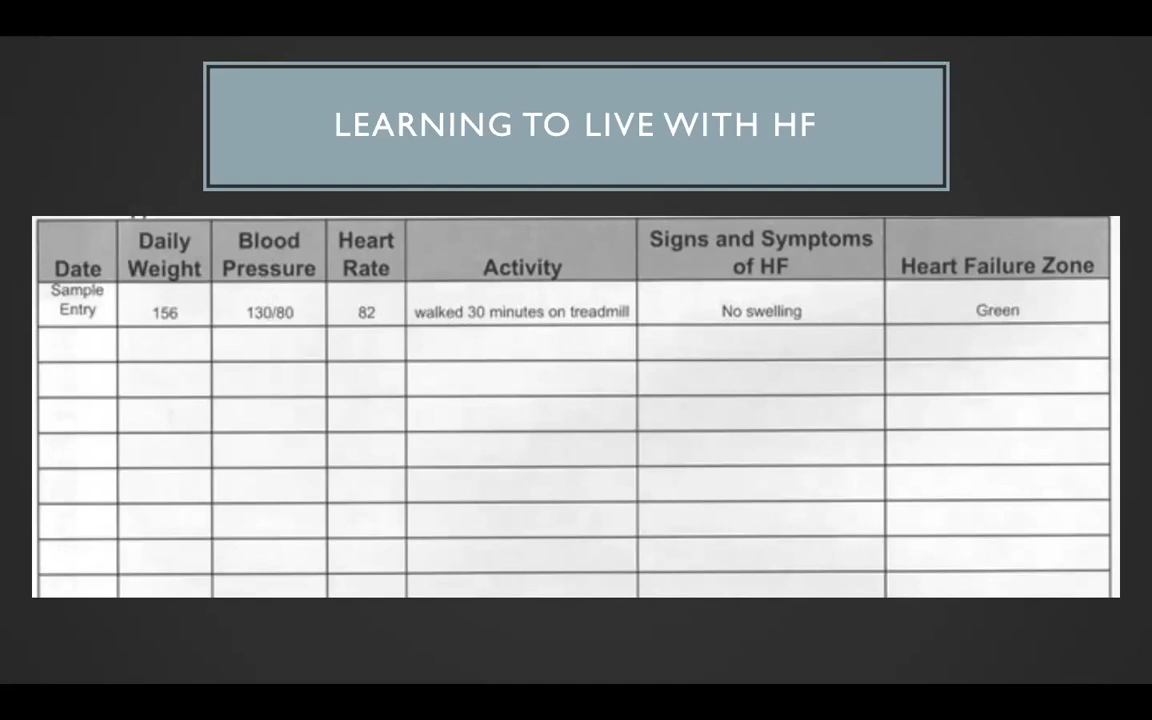 LEARNING TO LIVE WITH HF
Date Daily Weight Blood Pressure Heart Rate Activity Signs and Symptoms of HF Heart Failure Zone
Sample Entry 156 130/80 82 walked 30 minutes on treadmill No swelling Green